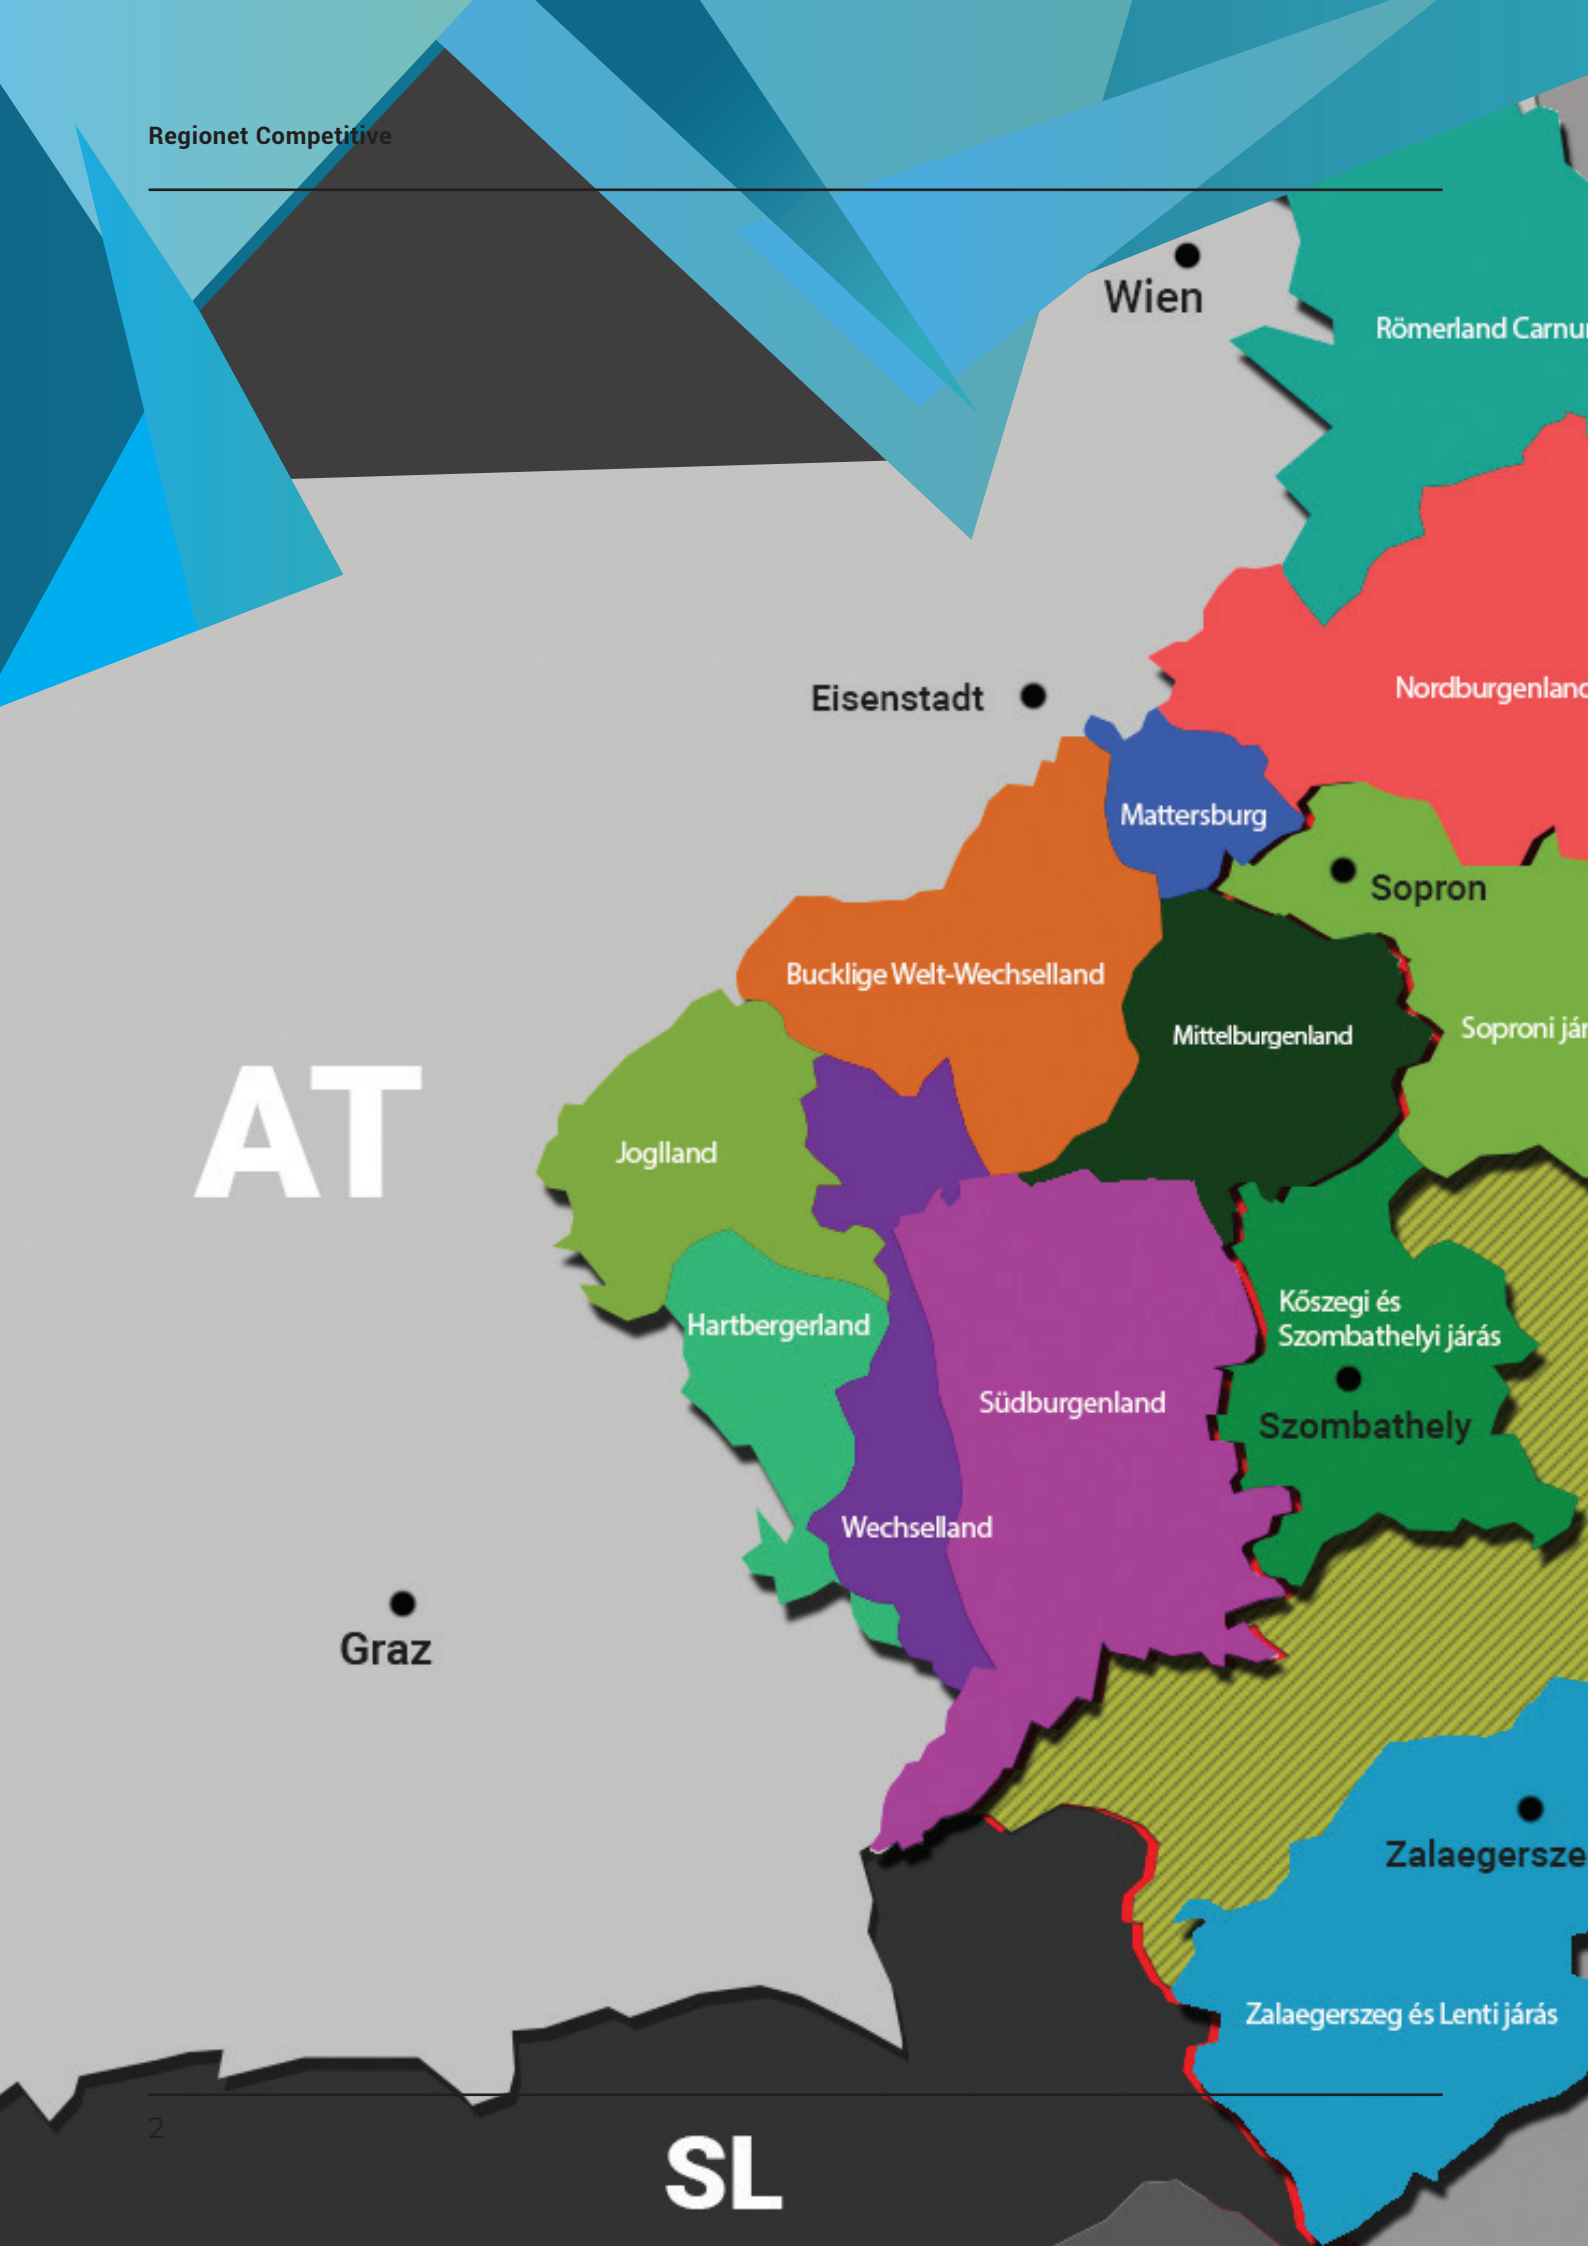 Regionet Competitive
Wien
Römerland Carnu
Eisenstadt
Nordburgenland
Mattersburg
Sopron
Bucklige Welt-Wechselland
Mittelburgenland
Soproni jár
AT
Joglland
Kőszegi és
Szombathelyi járás
Hartbergerland
Südburgenland
Szombathely
Wechselland
Graz
Zalaegersze
Zalaegerszeg és Lenti járás
2
SL